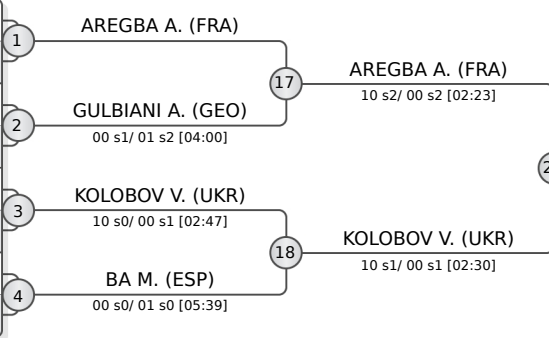 AREGBA A. (FRA)
1
17
AREGBA A. (FRA)
10 s2/ 00 s2 [02:23]
GULBIANI A. (GEO)
2
00 s1/ 01 s2 [04:00]
KOLOBOV V. (UKR)
3
10 s0/ 00 s1 [02:47]
18
KOLOBOV V. (UKR)
10 s1/ 00 s1 [02:30]
BA M. (ESP)
4
00 s0/ 01 s0 [05:39]